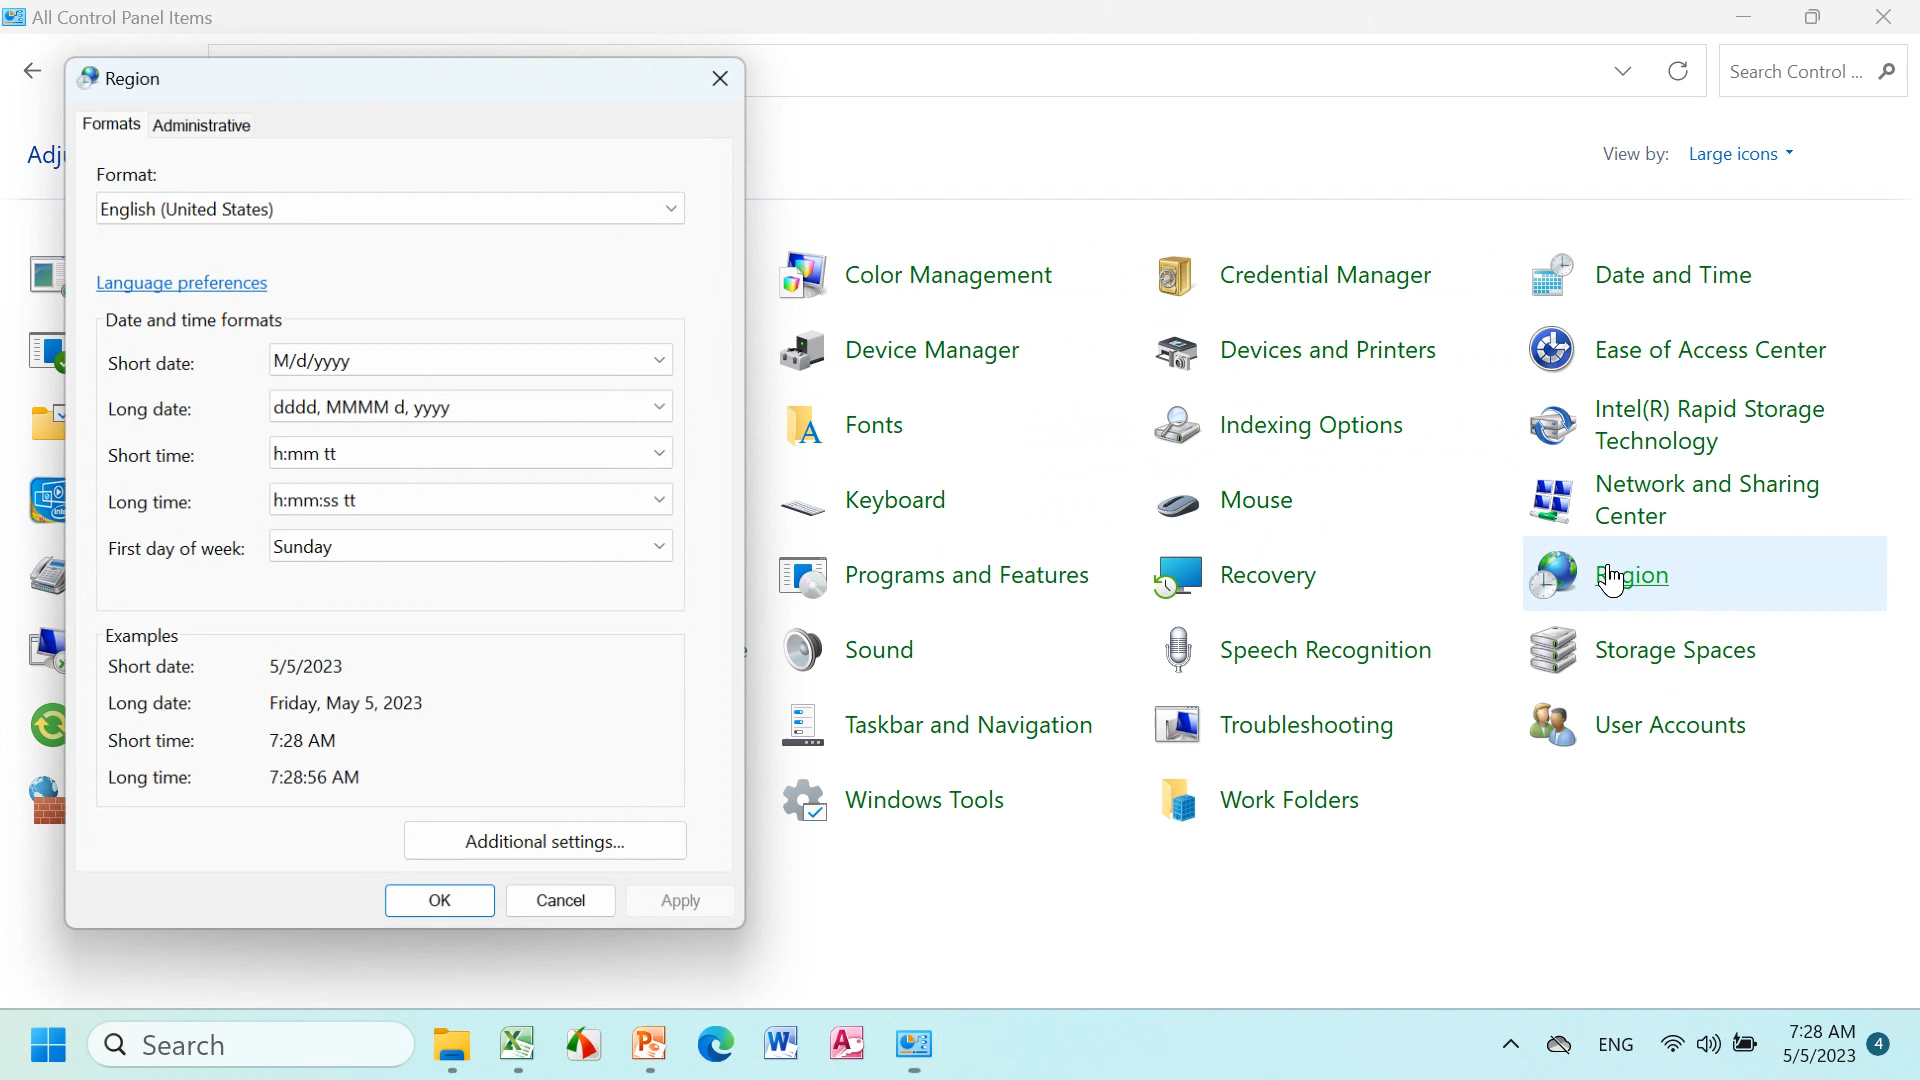 All Control Panel Items
Search Control ...
Adj
View by: Large icons
Region
Formats Administrative
Format:
English (United States)
Language preferences
Date and time formats
Short date: M/d/yyyy
Long date: dddd, MMMM d, yyyy
Short time: h:mm tt
Long time: h:mm:ss tt
First day of week: Sunday
Examples
Short date: 5/5/2023
Long date: Friday, May 5, 2023
Short time: 7:28 AM
Long time: 7:28:56 AM
Additional settings...
OK Cancel Apply
Color Management Credential Manager Date and Time
Device Manager Devices and Printers Ease of Access Center
Fonts Indexing Options Intel(R) Rapid Storage
Technology
Keyboard Mouse Network and Sharing
Center
Programs and Features Recovery Region
Sound Speech Recognition Storage Spaces
Taskbar and Navigation Troubleshooting User Accounts
Windows Tools Work Folders
Search
ENG
7:28 AM
5/5/2023
4